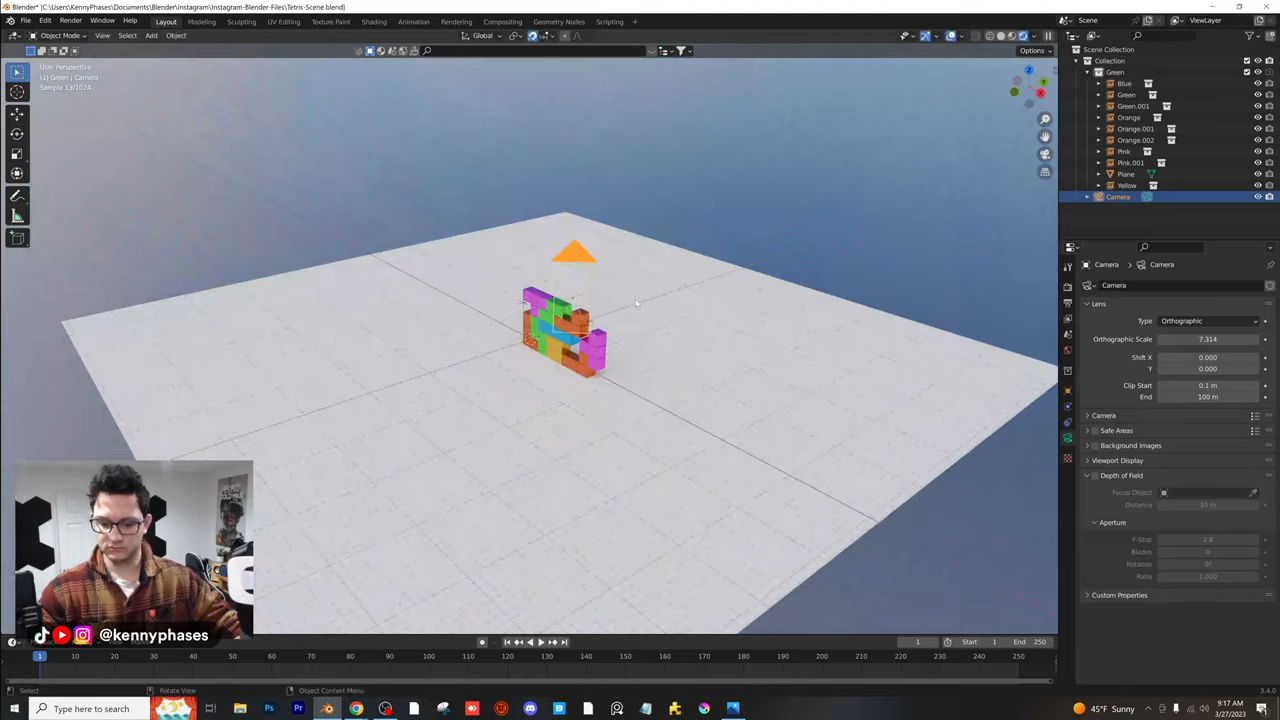 Blender* [C:\Users\KennyPhases\Documents\Blender\Instagram\Instagram-Blender-Files\Tetris-Scene.blend]
File Edit Render Window Help Layout Modeling Sculpting UV Editing Texture Paint Shading Animation Rendering Compositing Geometry Nodes Scripting + Scene ViewLayer
Object Mode View Select Add Object Global
Options
User Perspective
(1) Green | Camera
Sample 13/1024
Z
Y
X
Scene Collection
Collection
Green
Blue
Green
Green.001
Orange
Orange.001
Orange.002
Pink
Pink.001
Plane
Yellow
Camera
Camera > Camera
Camera
Lens
Type Orthographic
Orthographic Scale 7.314
Shift X 0.000
Y 0.000
Clip Start 0.1 m
End 100 m
Camera
Safe Areas
Background Images
Viewport Display
Depth of Field
Focus Object
Distance 10 m
Aperture
F-Stop 2.8
Blades 0
Rotation 0°
Ratio 1.000
Custom Properties
@kennyphases
1 Start 1 End 250
1 10 20 30 40 50 60 70 80 90 100 110 120 130 140 150 160 170 180 190 200 210 220 230 240 250
Select Rotate View Object Context Menu 3.4.0
Type here to search
45°F Sunny
9:17 AM
3/27/2023